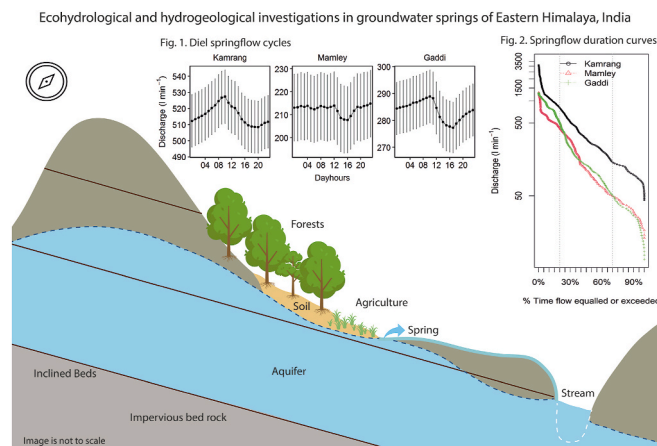 Ecohydrological and hydrogeological investigations in groundwater springs of Eastern Himalaya, India
Fig. 1. Diel springflow cycles
Kamrang
Mamley
Gaddi
Discharge (l min⁻¹)
540
530
520
510
500
490
230
220
210
200
300
290
280
270
04 08 12 16 20
04 08 12 16 20
04 08 12 16 20
Dayhours
Fig. 2. Springflow duration curves
Kamrang
Mamley
Gaddi
Discharge (l min⁻¹)
3500
1500
500
50
0% 30% 60% 90%
% Time flow equalled or exceeded
Forests
Soil
Agriculture
Spring
Stream
Aquifer
Inclined Beds
Impervious bed rock
Image is not to scale